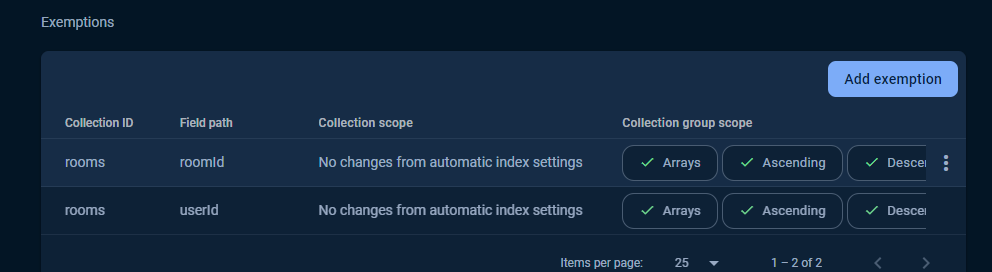 Exemptions
Add exemption
Collection ID Field path Collection scope Collection group scope
rooms roomId No changes from automatic index settings Arrays Ascending Descer
rooms userId No changes from automatic index settings Arrays Ascending Descer
Items per page: 25 1 – 2 of 2